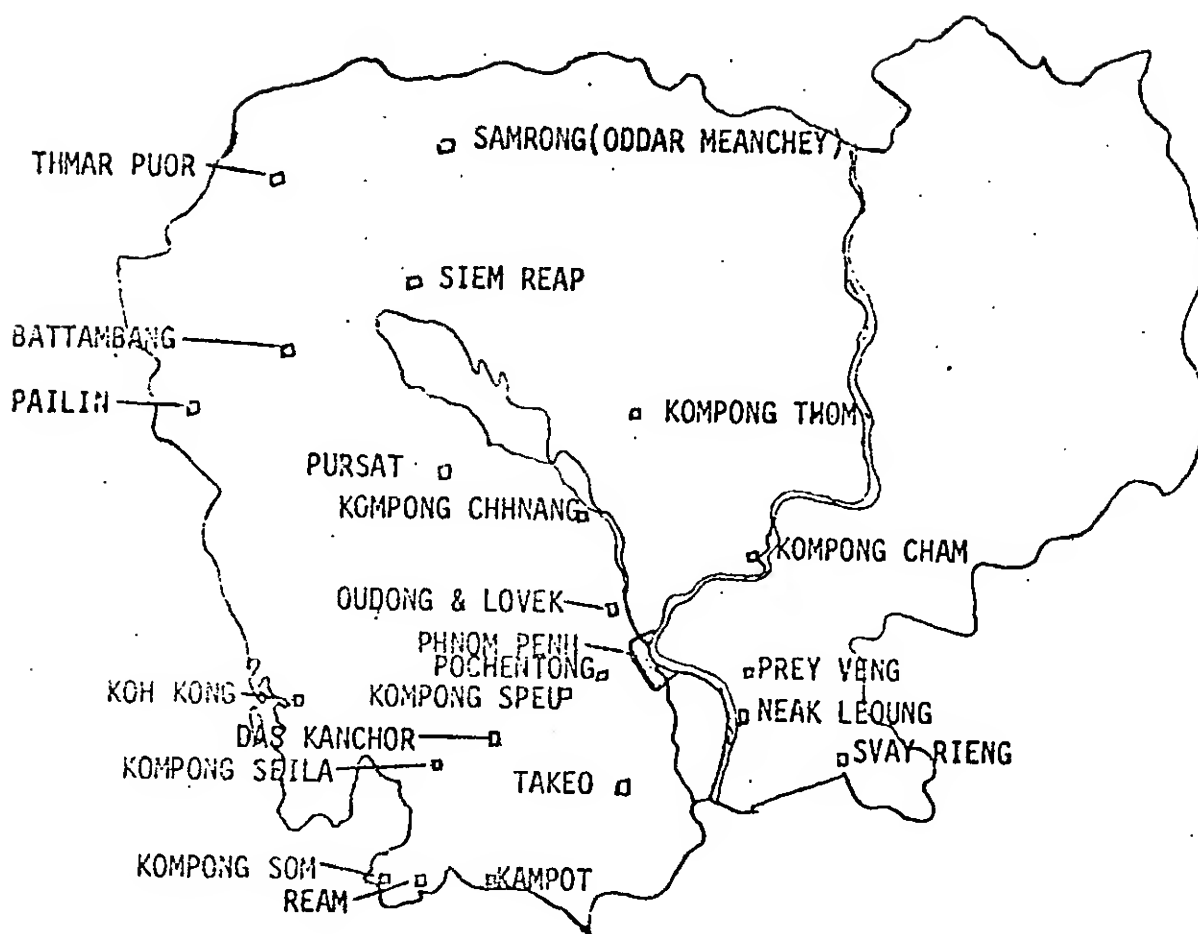 SAMRONG(ODDAR MEANCHEY)
THMAR PUOR
SIEM REAP
BATTAMBANG
PAILIN
KOMPONG THOM
PURSAT
KOMPONG CHHNANG
KOMPONG CHAM
OUDONG & LOVEK
PHNOM PENH
POCHENTONG
PREY VENG
KOH KONG
KOMPONG SPEUP
NEAK LEQUNG
DAS KANCHOR
SVAY RIENG
KOMPONG SEILA
TAKEO
KOMPONG SOM
KAMPOT
REAM